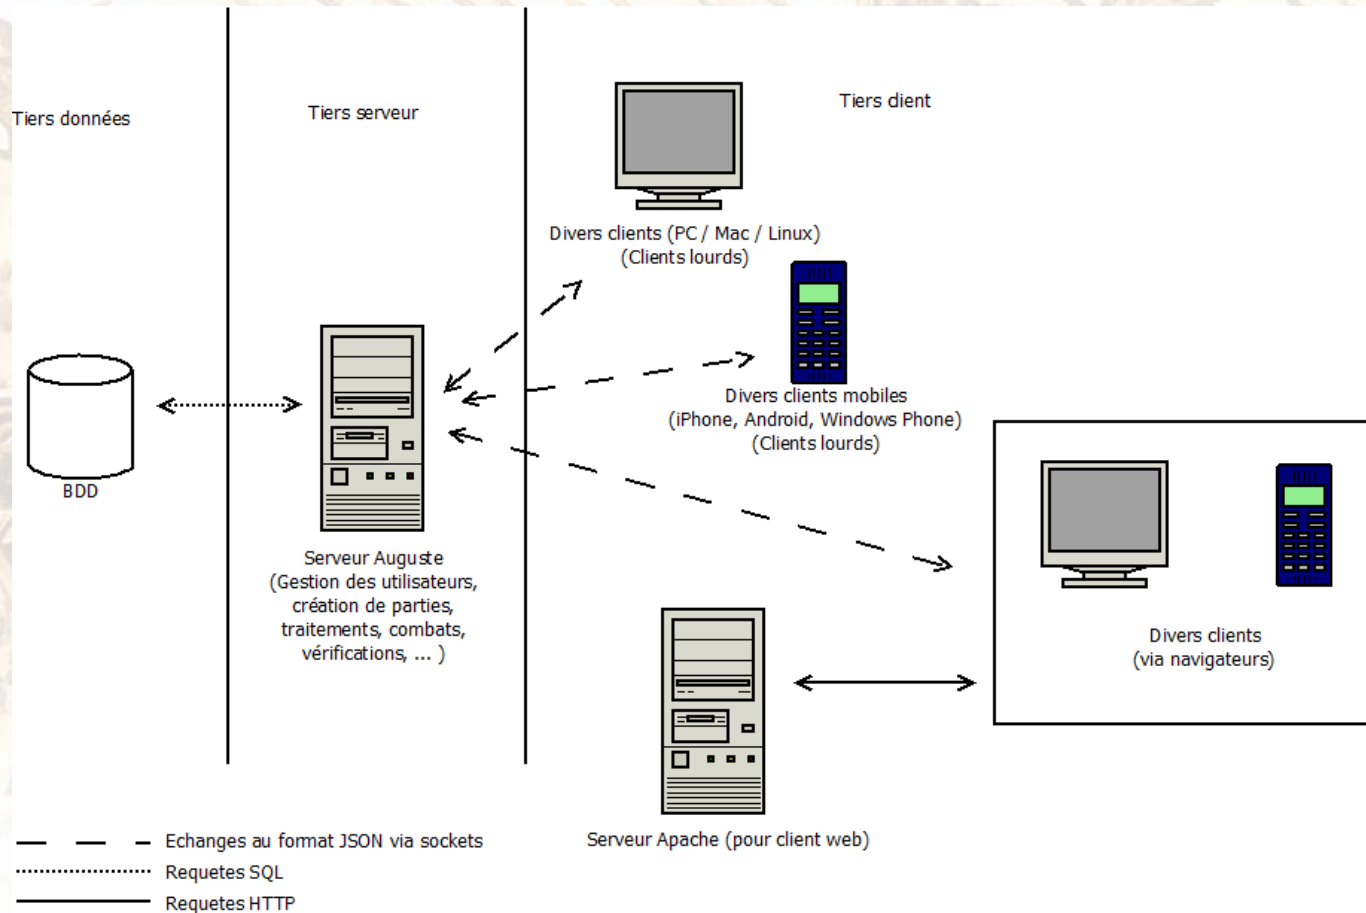 Tiers données
Tiers serveur
Tiers client
Divers clients (PC / Mac / Linux)
(Clients lourds)
Divers clients mobiles
(iPhone, Android, Windows Phone)
(Clients lourds)
BDD
Serveur Auguste
(Gestion des utilisateurs,
création de parties,
traitements, combats,
vérifications, ... )
Divers clients
(via navigateurs)
Serveur Apache (pour client web)
Echanges au format JSON via sockets
Requetes SQL
Requetes HTTP